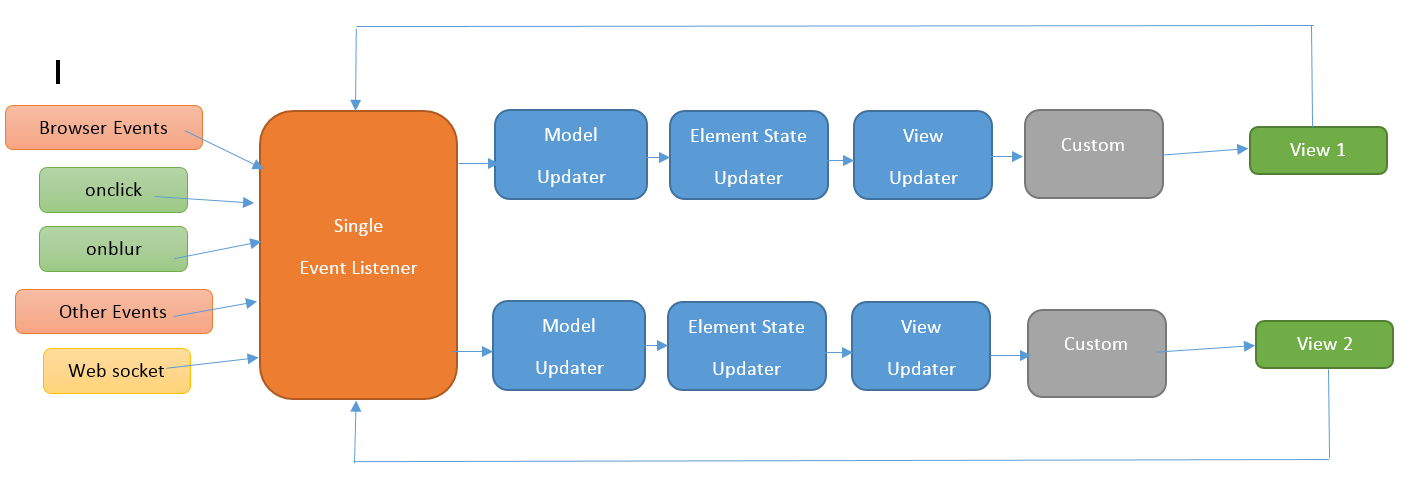 Browser Events
onclick
onblur
Other Events
Web socket
Single
Event Listener
Model
Updater
Element State
Updater
View
Updater
Custom
View 1
Model
Updater
Element State
Updater
View
Updater
Custom
View 2